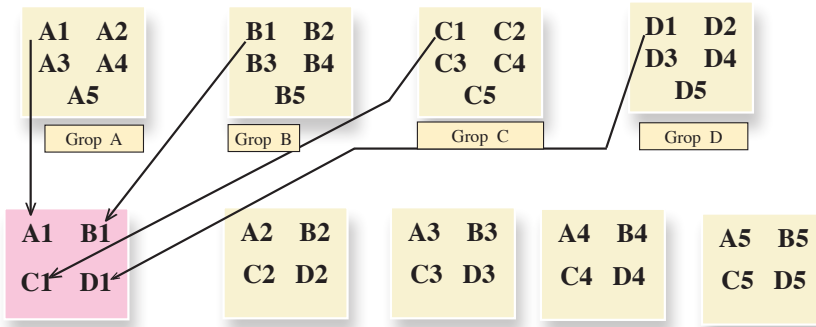 A1 A2
A3 A4
A5
Grop A
B1 B2
B3 B4
B5
Grop B
C1 C2
C3 C4
C5
Grop C
D1 D2
D3 D4
D5
Grop D
A1 B1
C1 D1
A2 B2
C2 D2
A3 B3
C3 D3
A4 B4
C4 D4
A5 B5
C5 D5